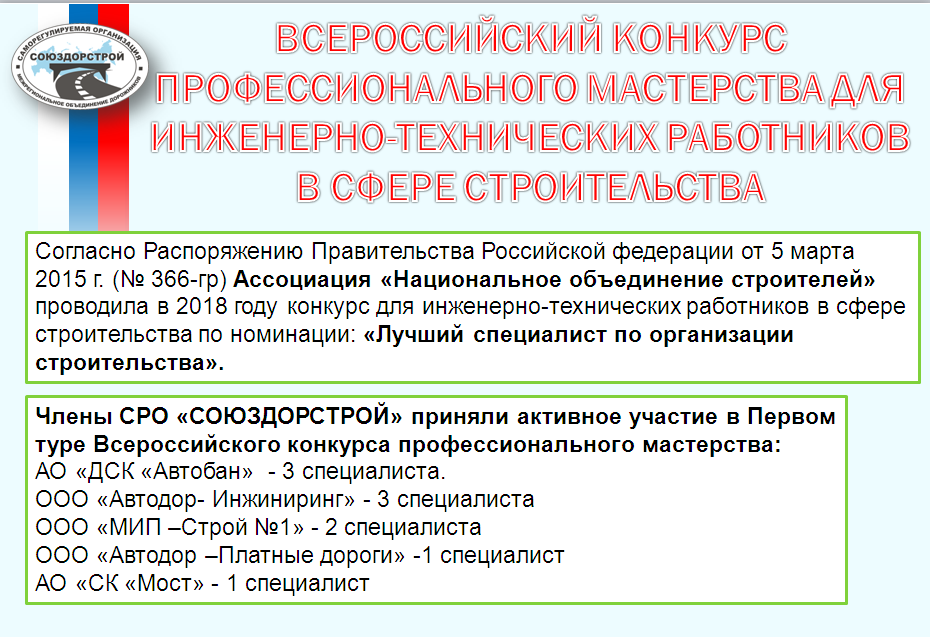 САМОРЕГУЛИРУЕМАЯ ОРГАНИЗАЦИЯ
СОЮЗДОРСТРОЙ
МЕЖРЕГИОНАЛЬНОЕ ОБЪЕДИНЕНИЕ ДОРОЖНИКОВ
ВСЕРОССИЙСКИЙ КОНКУРС
ПРОФЕССИОНАЛЬНОГО МАСТЕРСТВА ДЛЯ
ИНЖЕНЕРНО-ТЕХНИЧЕСКИХ РАБОТНИКОВ
В СФЕРЕ СТРОИТЕЛЬСТВА
Согласно Распоряжению Правительства Российской федерации от 5 марта
2015 г. (№ 366-гр) Ассоциация «Национальное объединение строителей»
проводила в 2018 году конкурс для инженерно-технических работников в сфере
строительства по номинации: «Лучший специалист по организации
строительства».
Члены СРО «СОЮЗДОРСТРОЙ» приняли активное участие в Первом
туре Всероссийского конкурса профессионального мастерства:
АО «ДСК «Автобан» - 3 специалиста.
ООО «Автодор- Инжиниринг» - 3 специалиста
ООО «МИП –Строй №1» - 2 специалиста
ООО «Автодор –Платные дороги» -1 специалист
АО «СК «Мост» - 1 специалист